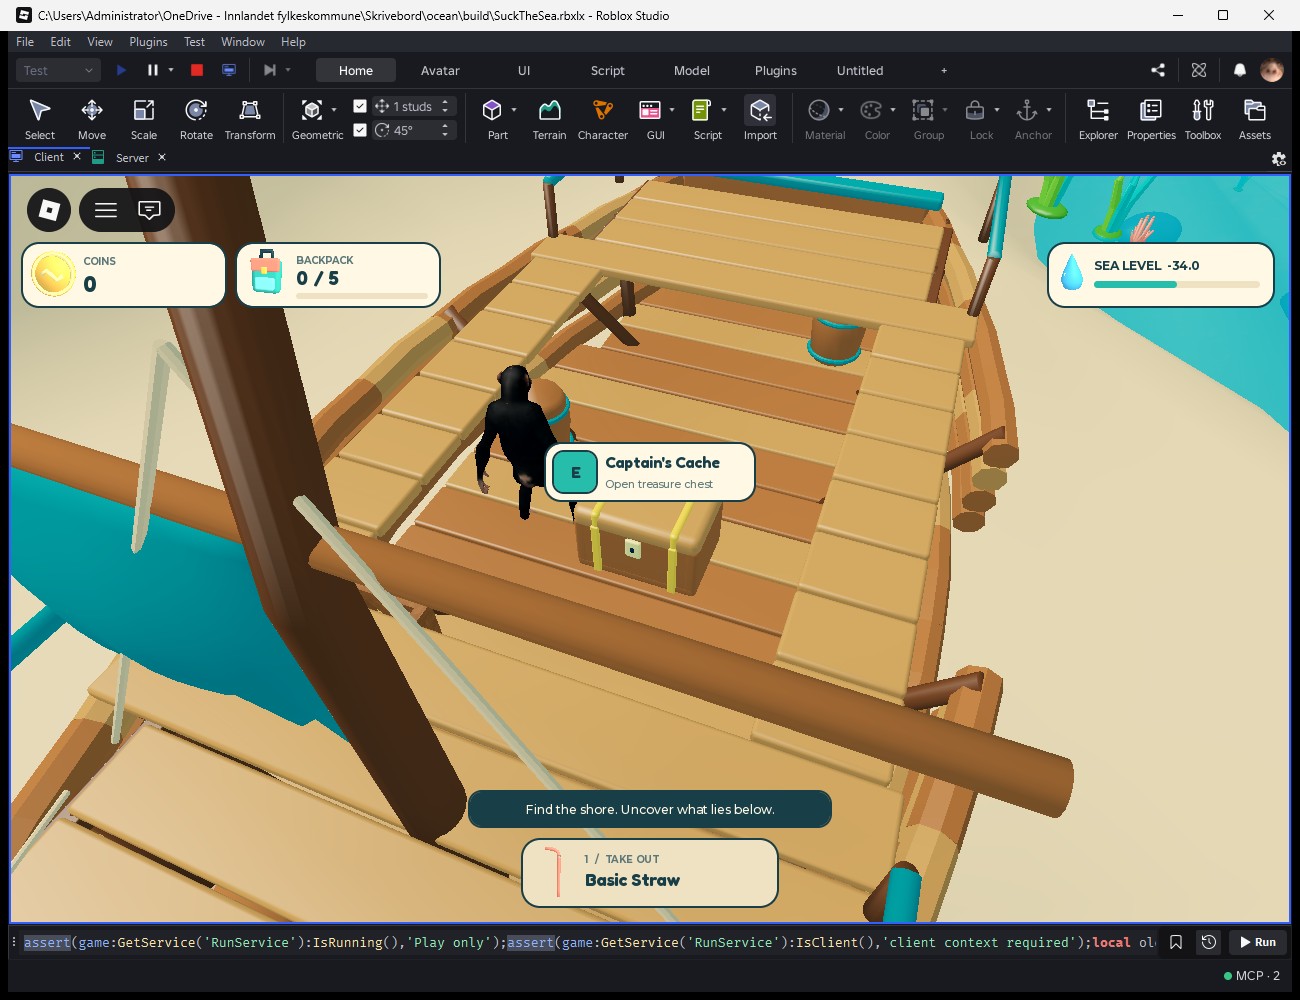 C:\Users\Administrator\OneDrive - Innlandet fylkeskommune\Skrivebord\ocean\build\SuckTheSea.rbxlx - Roblox Studio
File Edit View Plugins Test Window Help
Test Home Avatar UI Script Model Plugins Untitled +
1 studs
45°
Select Move Scale Rotate Transform Geometric Part Terrain Character GUI Script Import Material Color Group Lock Anchor Explorer Properties Toolbox Assets
Client Server
COINS
0
BACKPACK
0 / 5
SEA LEVEL -34.0
E
Captain's Cache
Open treasure chest
Find the shore. Uncover what lies below.
1 / TAKE OUT
Basic Straw
assert(game:GetService('RunService'):IsRunning(),'Play only');assert(game:GetService('RunService'):IsClient(),'client context required');local
Run
MCP · 2